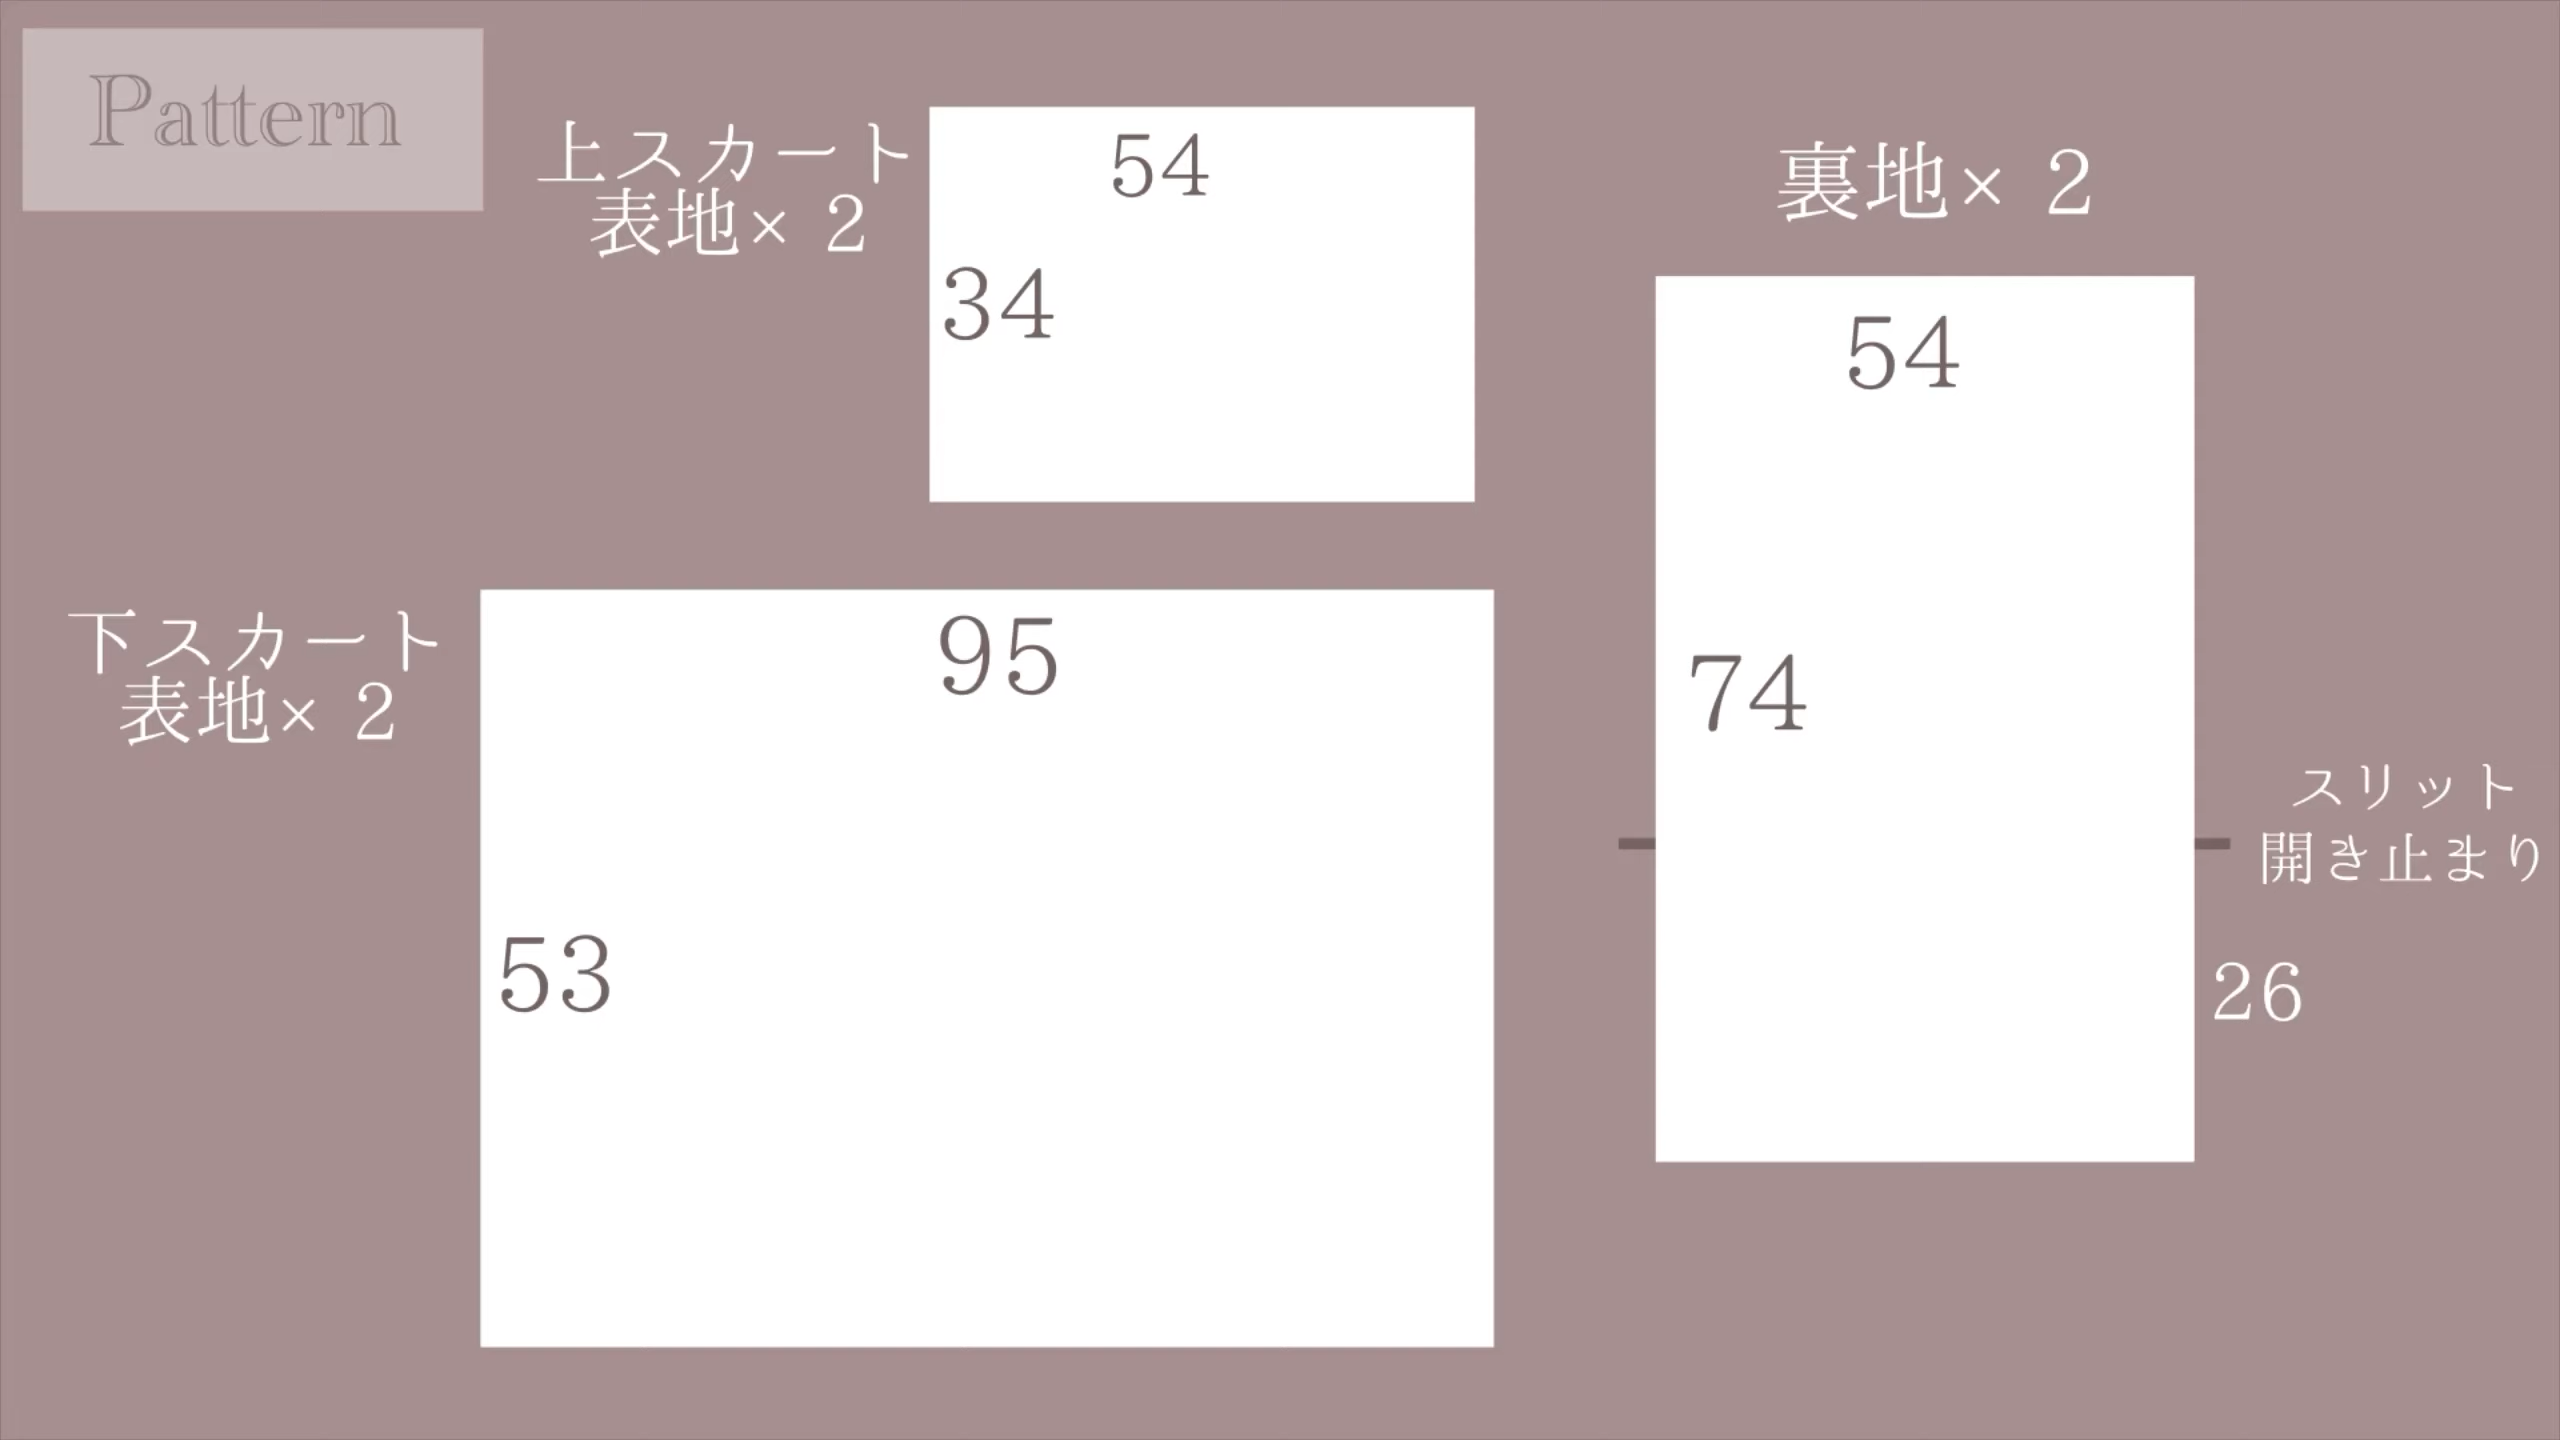 Pattern
上スカート
表地× 2
54
34
下スカート
表地× 2
95
53
裏地× 2
54
74
スリット
開き止まり
26